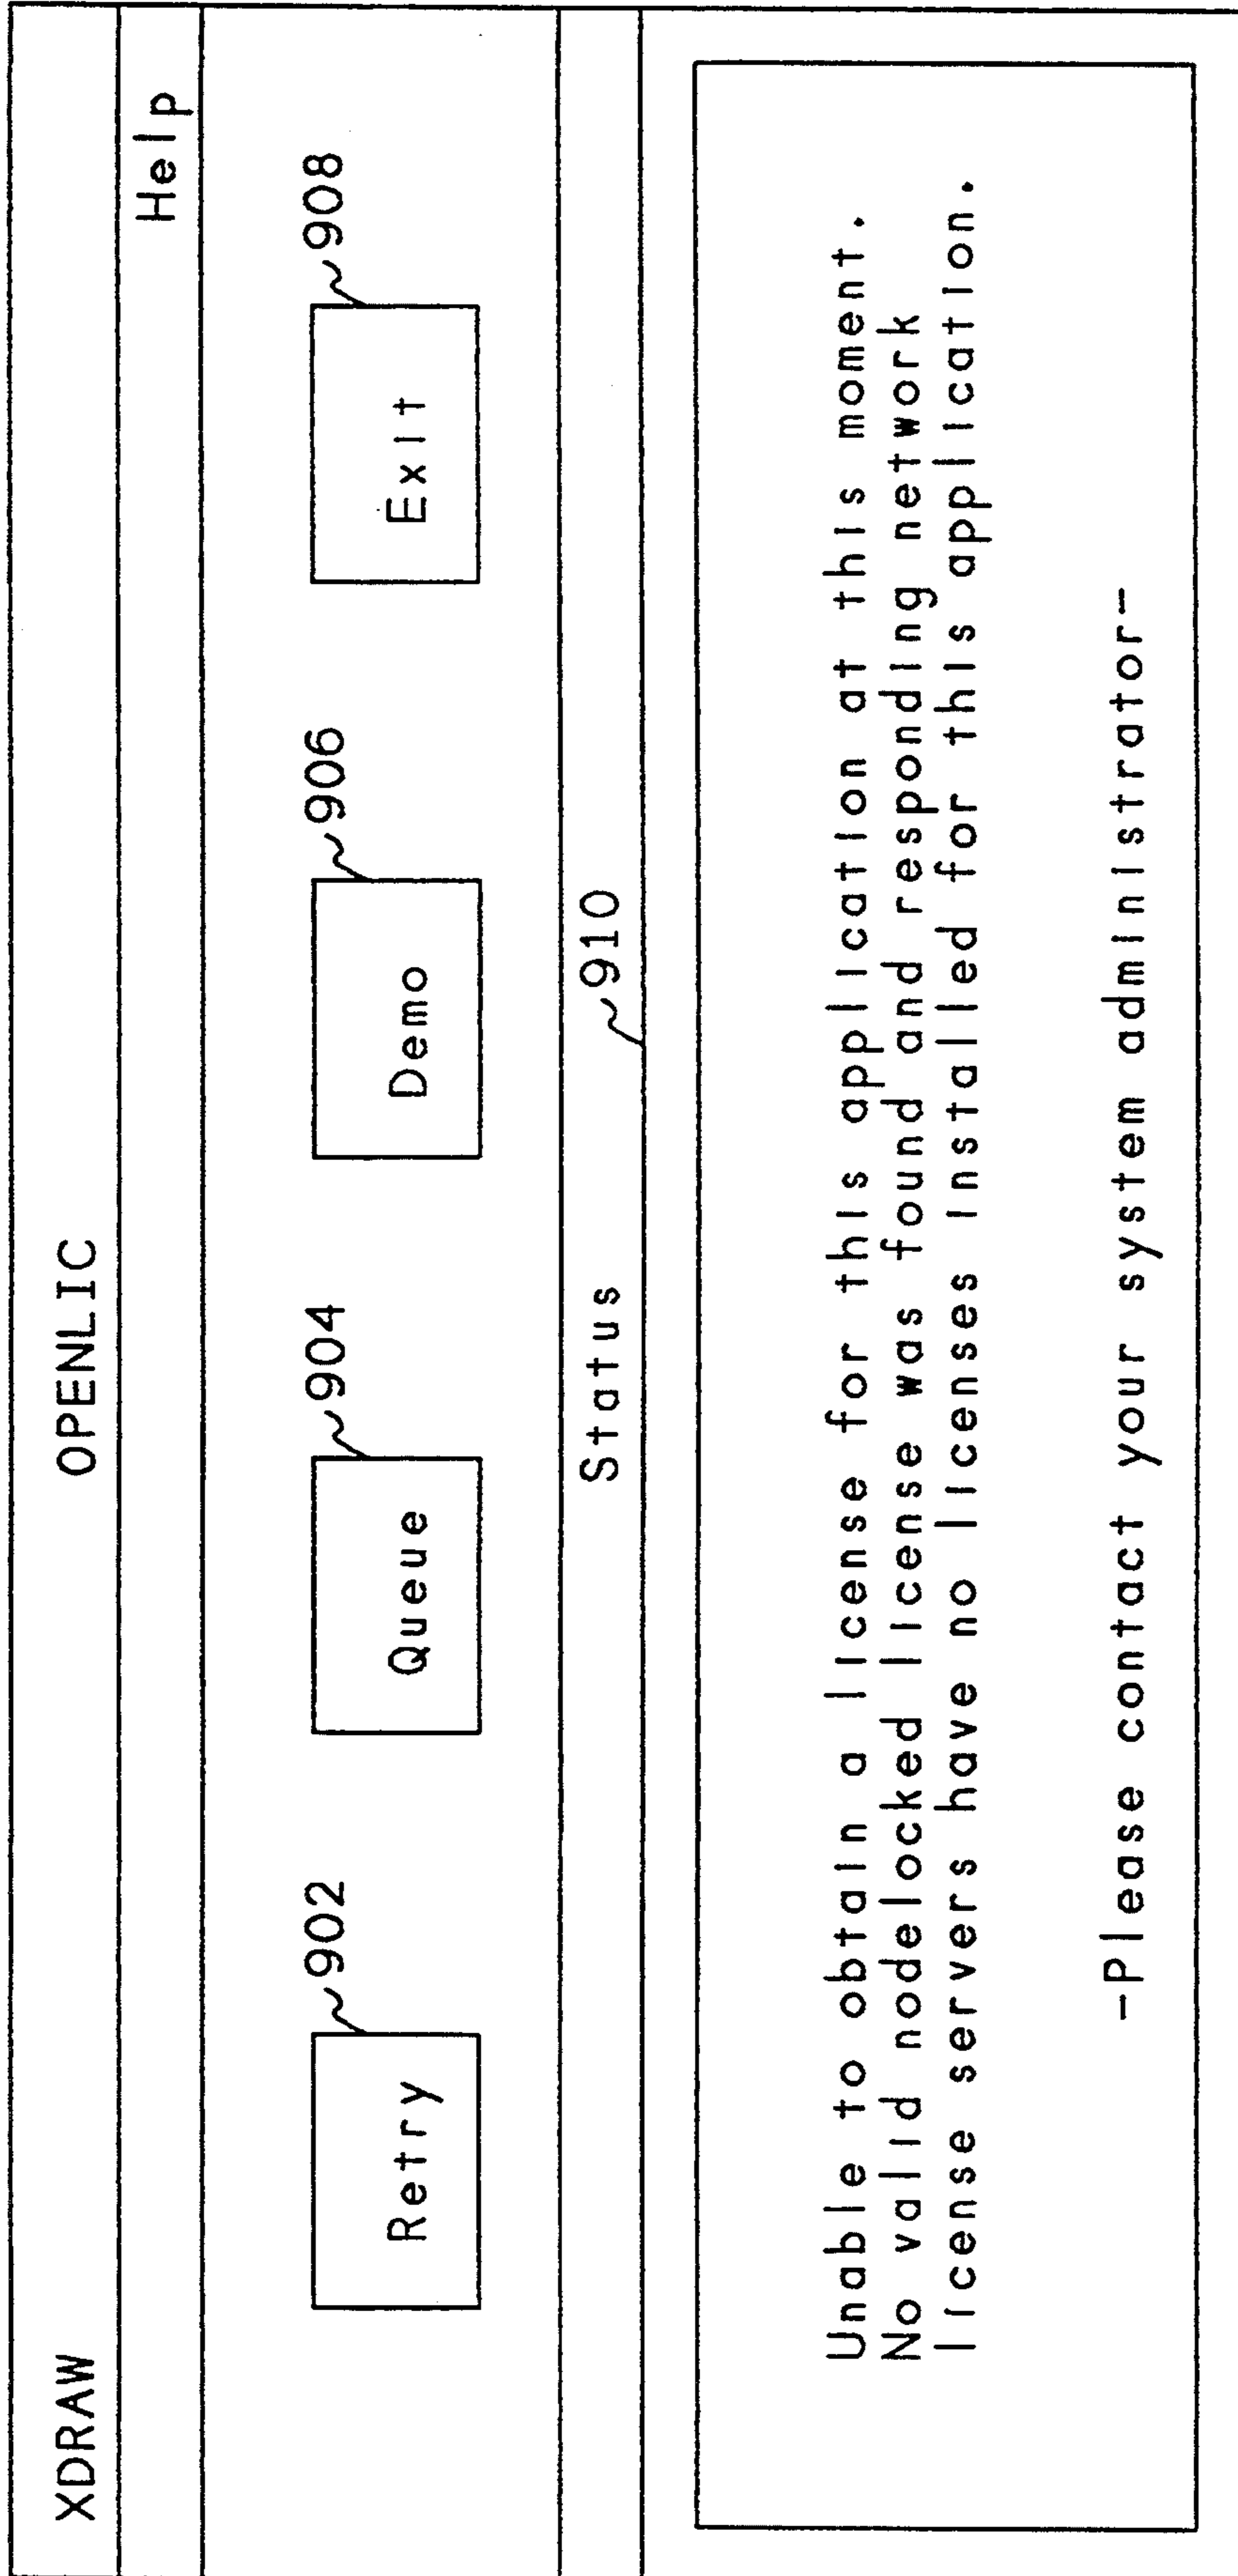 XDRAW OPENLIC
Help
902 904 906 908
Retry Queue Demo Exit
Status 910
Unable to obtain a license for this application at this moment.
No valid nodelocked license was found and responding network
license servers have no licenses installed for this application.
-Please contact your system administrator-